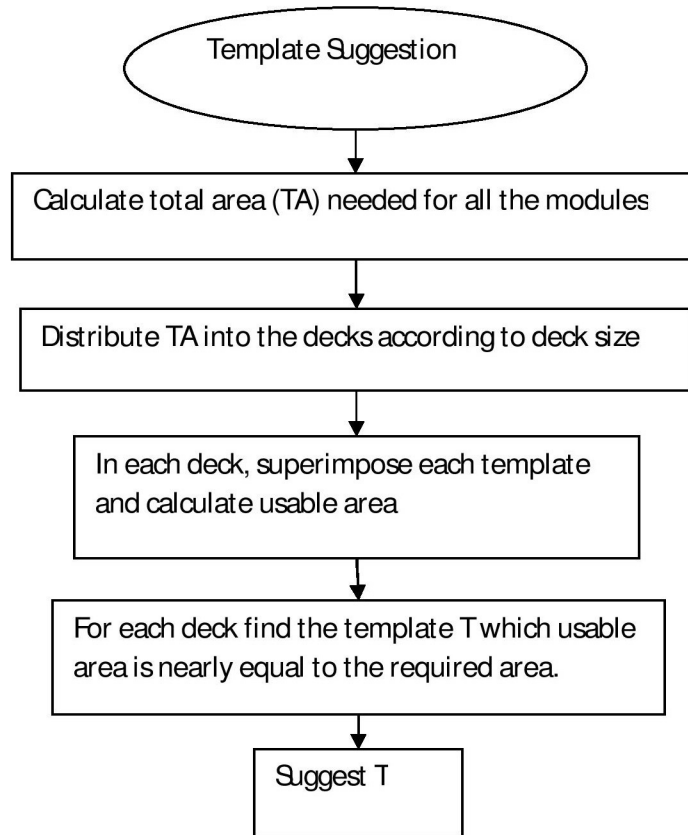 Template Suggestion
Calculate total area (TA) needed for all the modules
Distribute TA into the decks according to deck size
In each deck, superimpose each template
and calculate usable area
For each deck find the template T which usable
area is nearly equal to the required area.
Suggest T